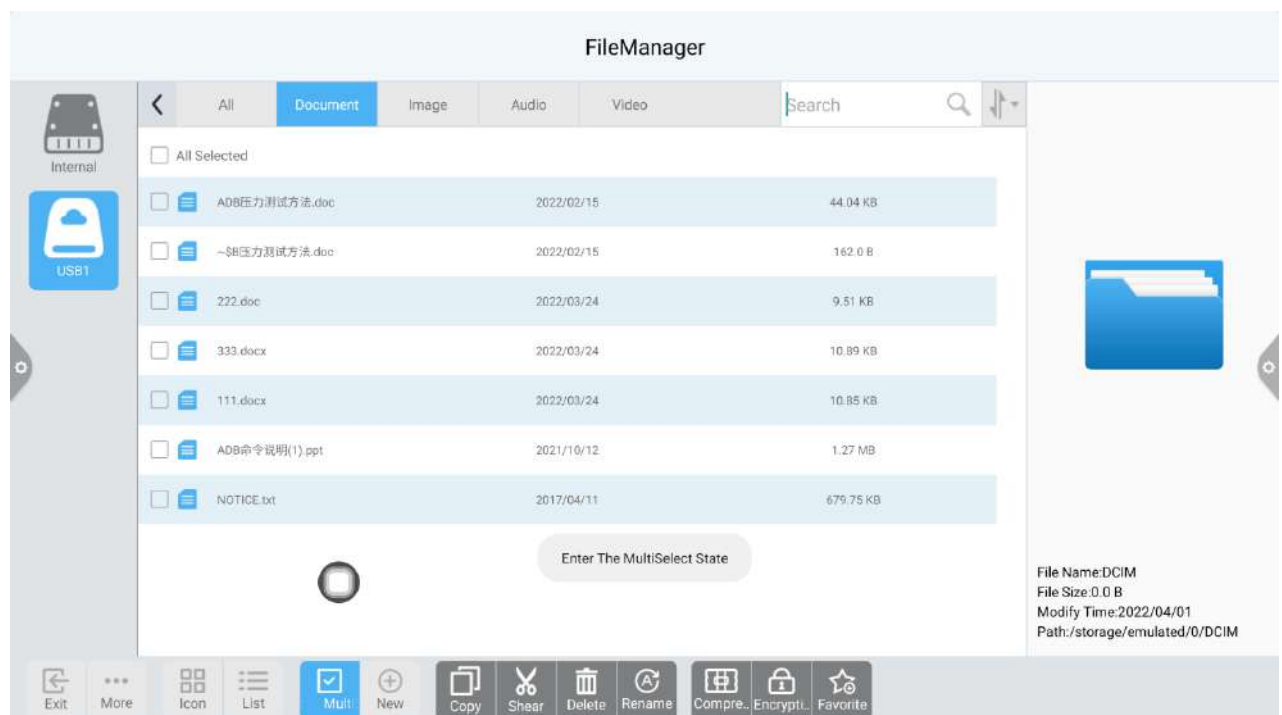 FileManager
All Document Image Audio Video Search
Internal
USB1
All Selected
ADB压力测试方法.doc 2022/02/15 44.04 KB
~$B压力测试方法.doc 2022/02/15 162.0 B
222.doc 2022/03/24 9.51 KB
333.docx 2022/03/24 10.89 KB
111.docx 2022/03/24 10.85 KB
ADB命令说明(1).ppt 2021/10/12 1.27 MB
NOTICE.txt 2017/04/11 679.75 KB
Enter The MultiSelect State
File Name:DCIM
File Size:0.0 B
Modify Time:2022/04/01
Path:/storage/emulated/0/DCIM
Exit More Icon List Multi New Copy Shear Delete Rename Compre.. Encrypti.. Favorite